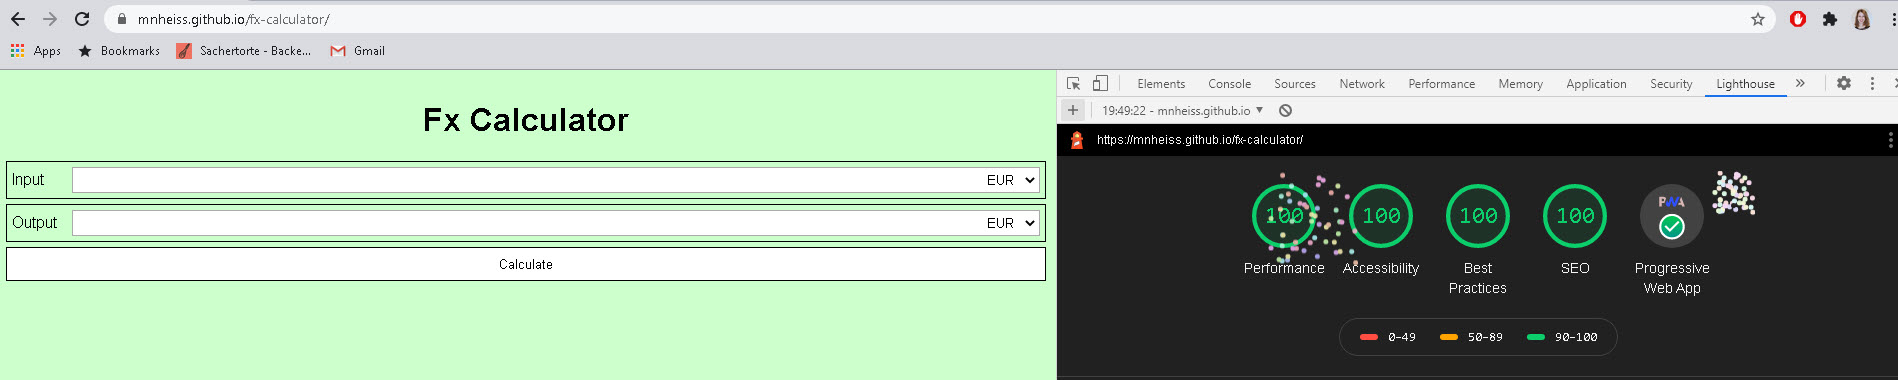 mnheiss.github.io/fx-calculator/
Apps Bookmarks Sachertorte - Backe... Gmail
Fx Calculator
Input EUR
Output EUR
Calculate
Elements Console Sources Network Performance Memory Application Security Lighthouse »
19:49:22 - mnheiss.github.io
https://mnheiss.github.io/fx-calculator/
100 100 100 100 PWA
Performance Accessibility Best Practices SEO Progressive Web App
0–49 50–89 90–100